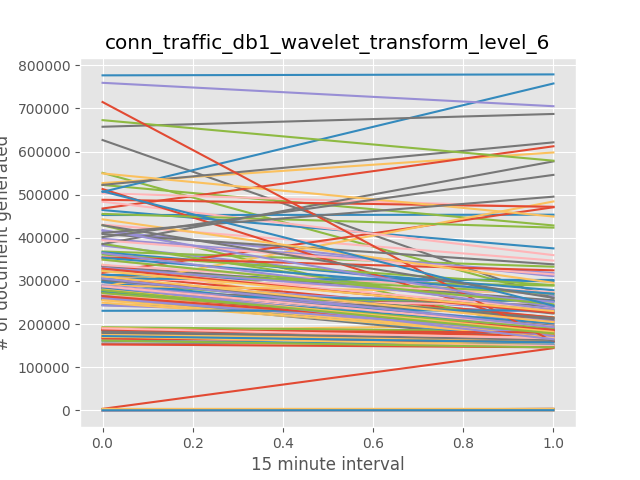 conn_traffic_db1_wavelet_transform_level_6
800000
700000
600000
500000
400000
300000
200000
100000
0
# of document generated
0.0 0.2 0.4 0.6 0.8 1.0
15 minute interval